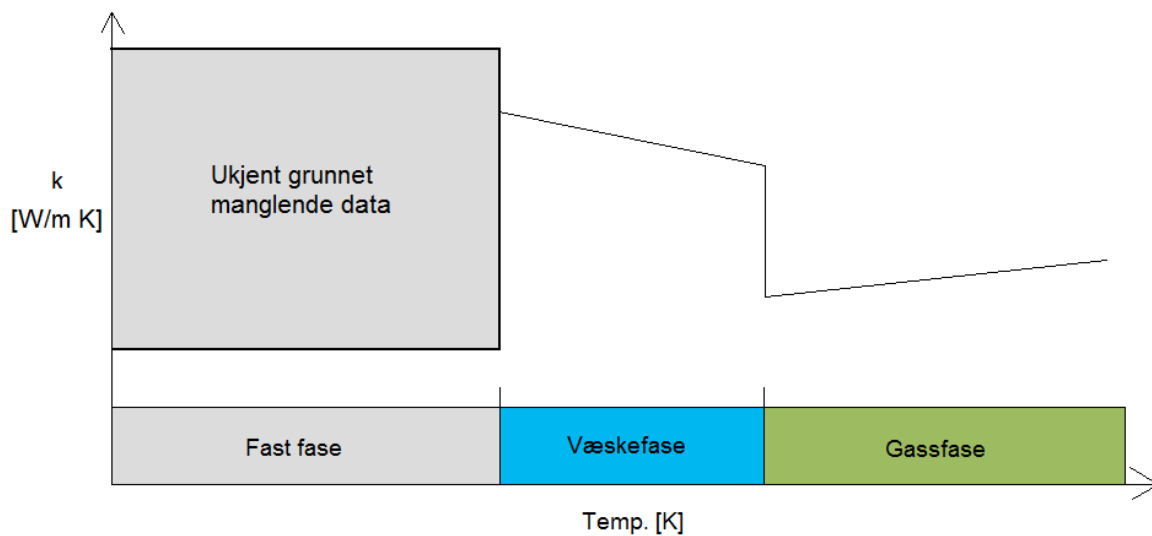 Ukjent grunnet
manglende data
k
[W/m K]
Fast fase
Væskefase
Gassfase
Temp. [K]